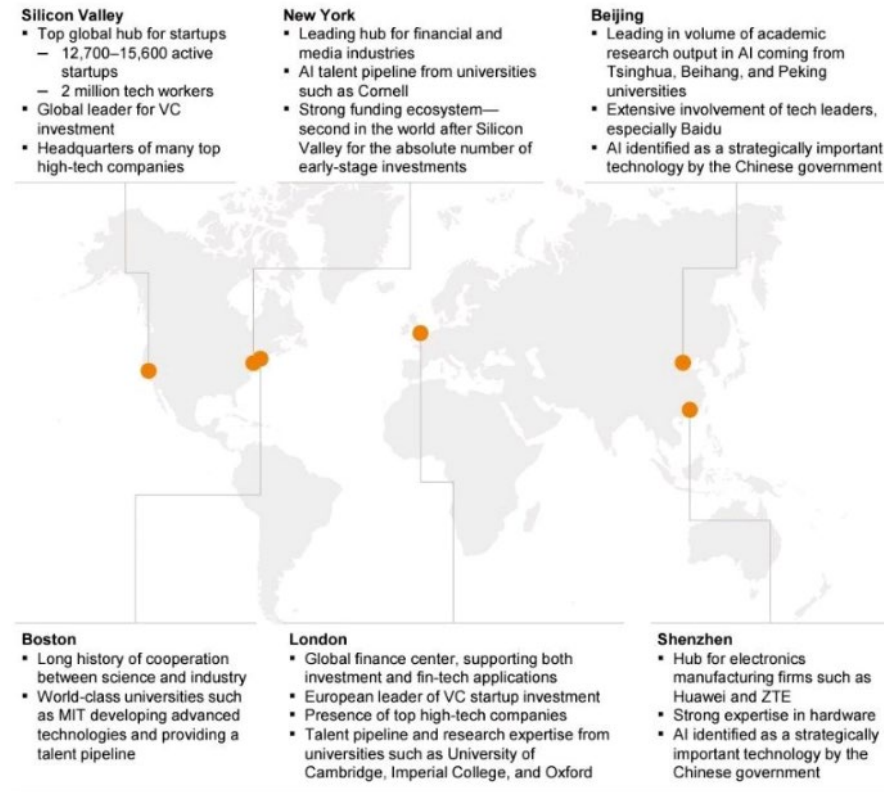 Silicon Valley
▪ Top global hub for startups
– 12,700–15,600 active
startups
– 2 million tech workers
▪ Global leader for VC
investment
▪ Headquarters of many top
high-tech companies
New York
▪ Leading hub for financial and
media industries
▪ AI talent pipeline from universities
such as Cornell
▪ Strong funding ecosystem—
second in the world after Silicon
Valley for the absolute number of
early-stage investments
Beijing
▪ Leading in volume of academic
research output in AI coming from
Tsinghua, Beihang, and Peking
universities
▪ Extensive involvement of tech leaders,
especially Baidu
▪ AI identified as a strategically important
technology by the Chinese government
Boston
▪ Long history of cooperation
between science and industry
▪ World-class universities such
as MIT developing advanced
technologies and providing a
talent pipeline
London
▪ Global finance center, supporting both
investment and fin-tech applications
▪ European leader of VC startup investment
▪ Presence of top high-tech companies
▪ Talent pipeline and research expertise from
universities such as University of
Cambridge, Imperial College, and Oxford
Shenzhen
▪ Hub for electronics
manufacturing firms such as
Huawei and ZTE
▪ Strong expertise in hardware
▪ AI identified as a strategically
important technology by the
Chinese government